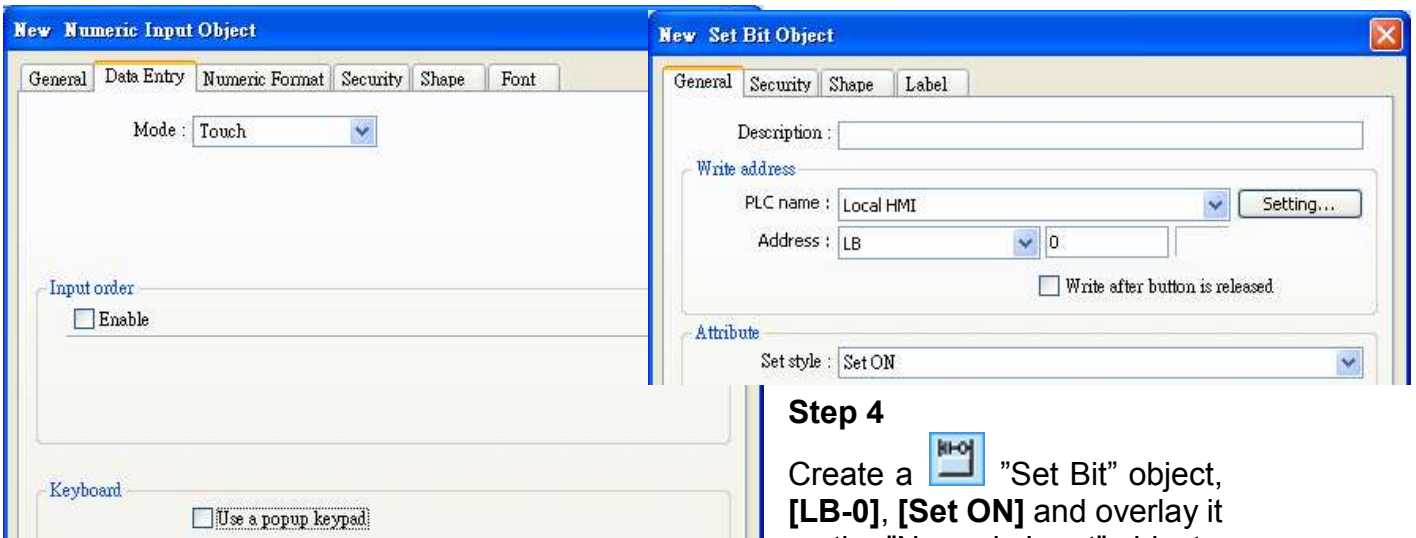 New Numeric Input Object
General Data Entry Numeric Format Security Shape Font
Mode : Touch
Input order
Enable
Keyboard
Use a popup keypad
New Set Bit Object
General Security Shape Label
Description :
Write address
PLC name : Local HMI Setting...
Address : LB 0
Write after button is released
Attribute
Set style : Set ON
Step 4
Create a ”Set Bit” object,
[LB-0], [Set ON] and overlay it